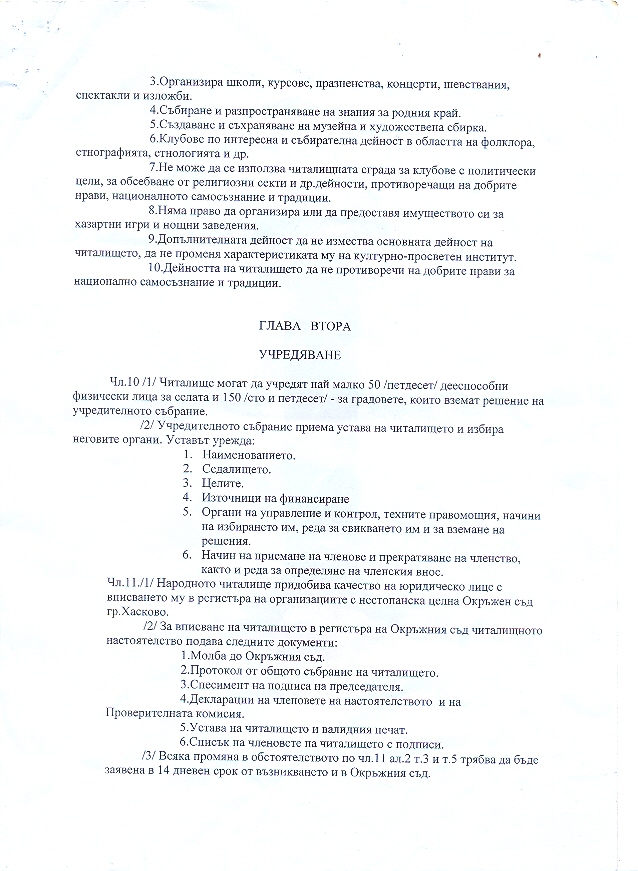 3.Организира школи, курсове, празненства, концерти, шевствания,
спектакли и изложби.
4.Събиране и разпространяване на знания за родния край.
5.Създаване и съхраняване на музейна и художествена сбирка.
6.Клубове по интересна и събирателна дейност в областта на фолклора,
етнографията, етнологията и др.
7.Не може да се използва читалищната сграда за клубове с политически
цели, за обсебване от религиозни секти и др.дейности, противоречащи на добрите
нрави, националното самосъзнание и традиции.
8.Няма право да организира или да предоставя имуществото си за
хазартни игри и нощни заведения.
9.Допълнителната дейност да не измества основната дейност на
читалището, да не променя характеристиката му на културно-просветен институт.
10.Дейността на читалището да не противоречи на добрите нрави за
национално самосъзнание и традиции.
ГЛАВА ВТОРА
УЧРЕДЯВАНЕ
Чл.10 /1/ Читалище могат да учредят най малко 50 /петдесет/ дееспособни
физически лица за селата и 150 /сто и петдесет/ - за градовете, които вземат решение на
учредителното събрание.
/2/ Учредителното събрание приема устава на читалището и избира
неговите органи. Уставът урежда:
1. Наименованието.
2. Седалището.
3. Целите.
4. Източници на финансиране
5. Органи на управление и контрол, техните правомощия, начини
на избирането им, реда за свикването им и за вземане на
решения.
6. Начин на приемане на членове и прекратяване на членство,
както и реда за определяне на членския внос.
Чл.11./1/ Народното читалище придобива качество на юридическо лице с
вписването му в регистъра на организациите с нестопанска целна Окръжен съд
гр.Хасково.
/2/ За вписване на читалището в регистъра на Окръжния съд читалищното
настоятелство подава следните документи:
1.Молба до Окръжния съд.
2.Протокол от общото събрание на читалището.
3.Спесимент на подписа на председателя.
4.Декларации на членовете на настоятелството и на
Проверителната комисия.
5.Устава на читалището и валидния печат.
6.Списък на членовете на читалището с подписи.
/3/ Всяка промяна в обстоятелството по чл.11 ал.2 т.3 и т.5 трябва да бъде
заявена в 14 дневен срок от възникването и в Окръжния съд.